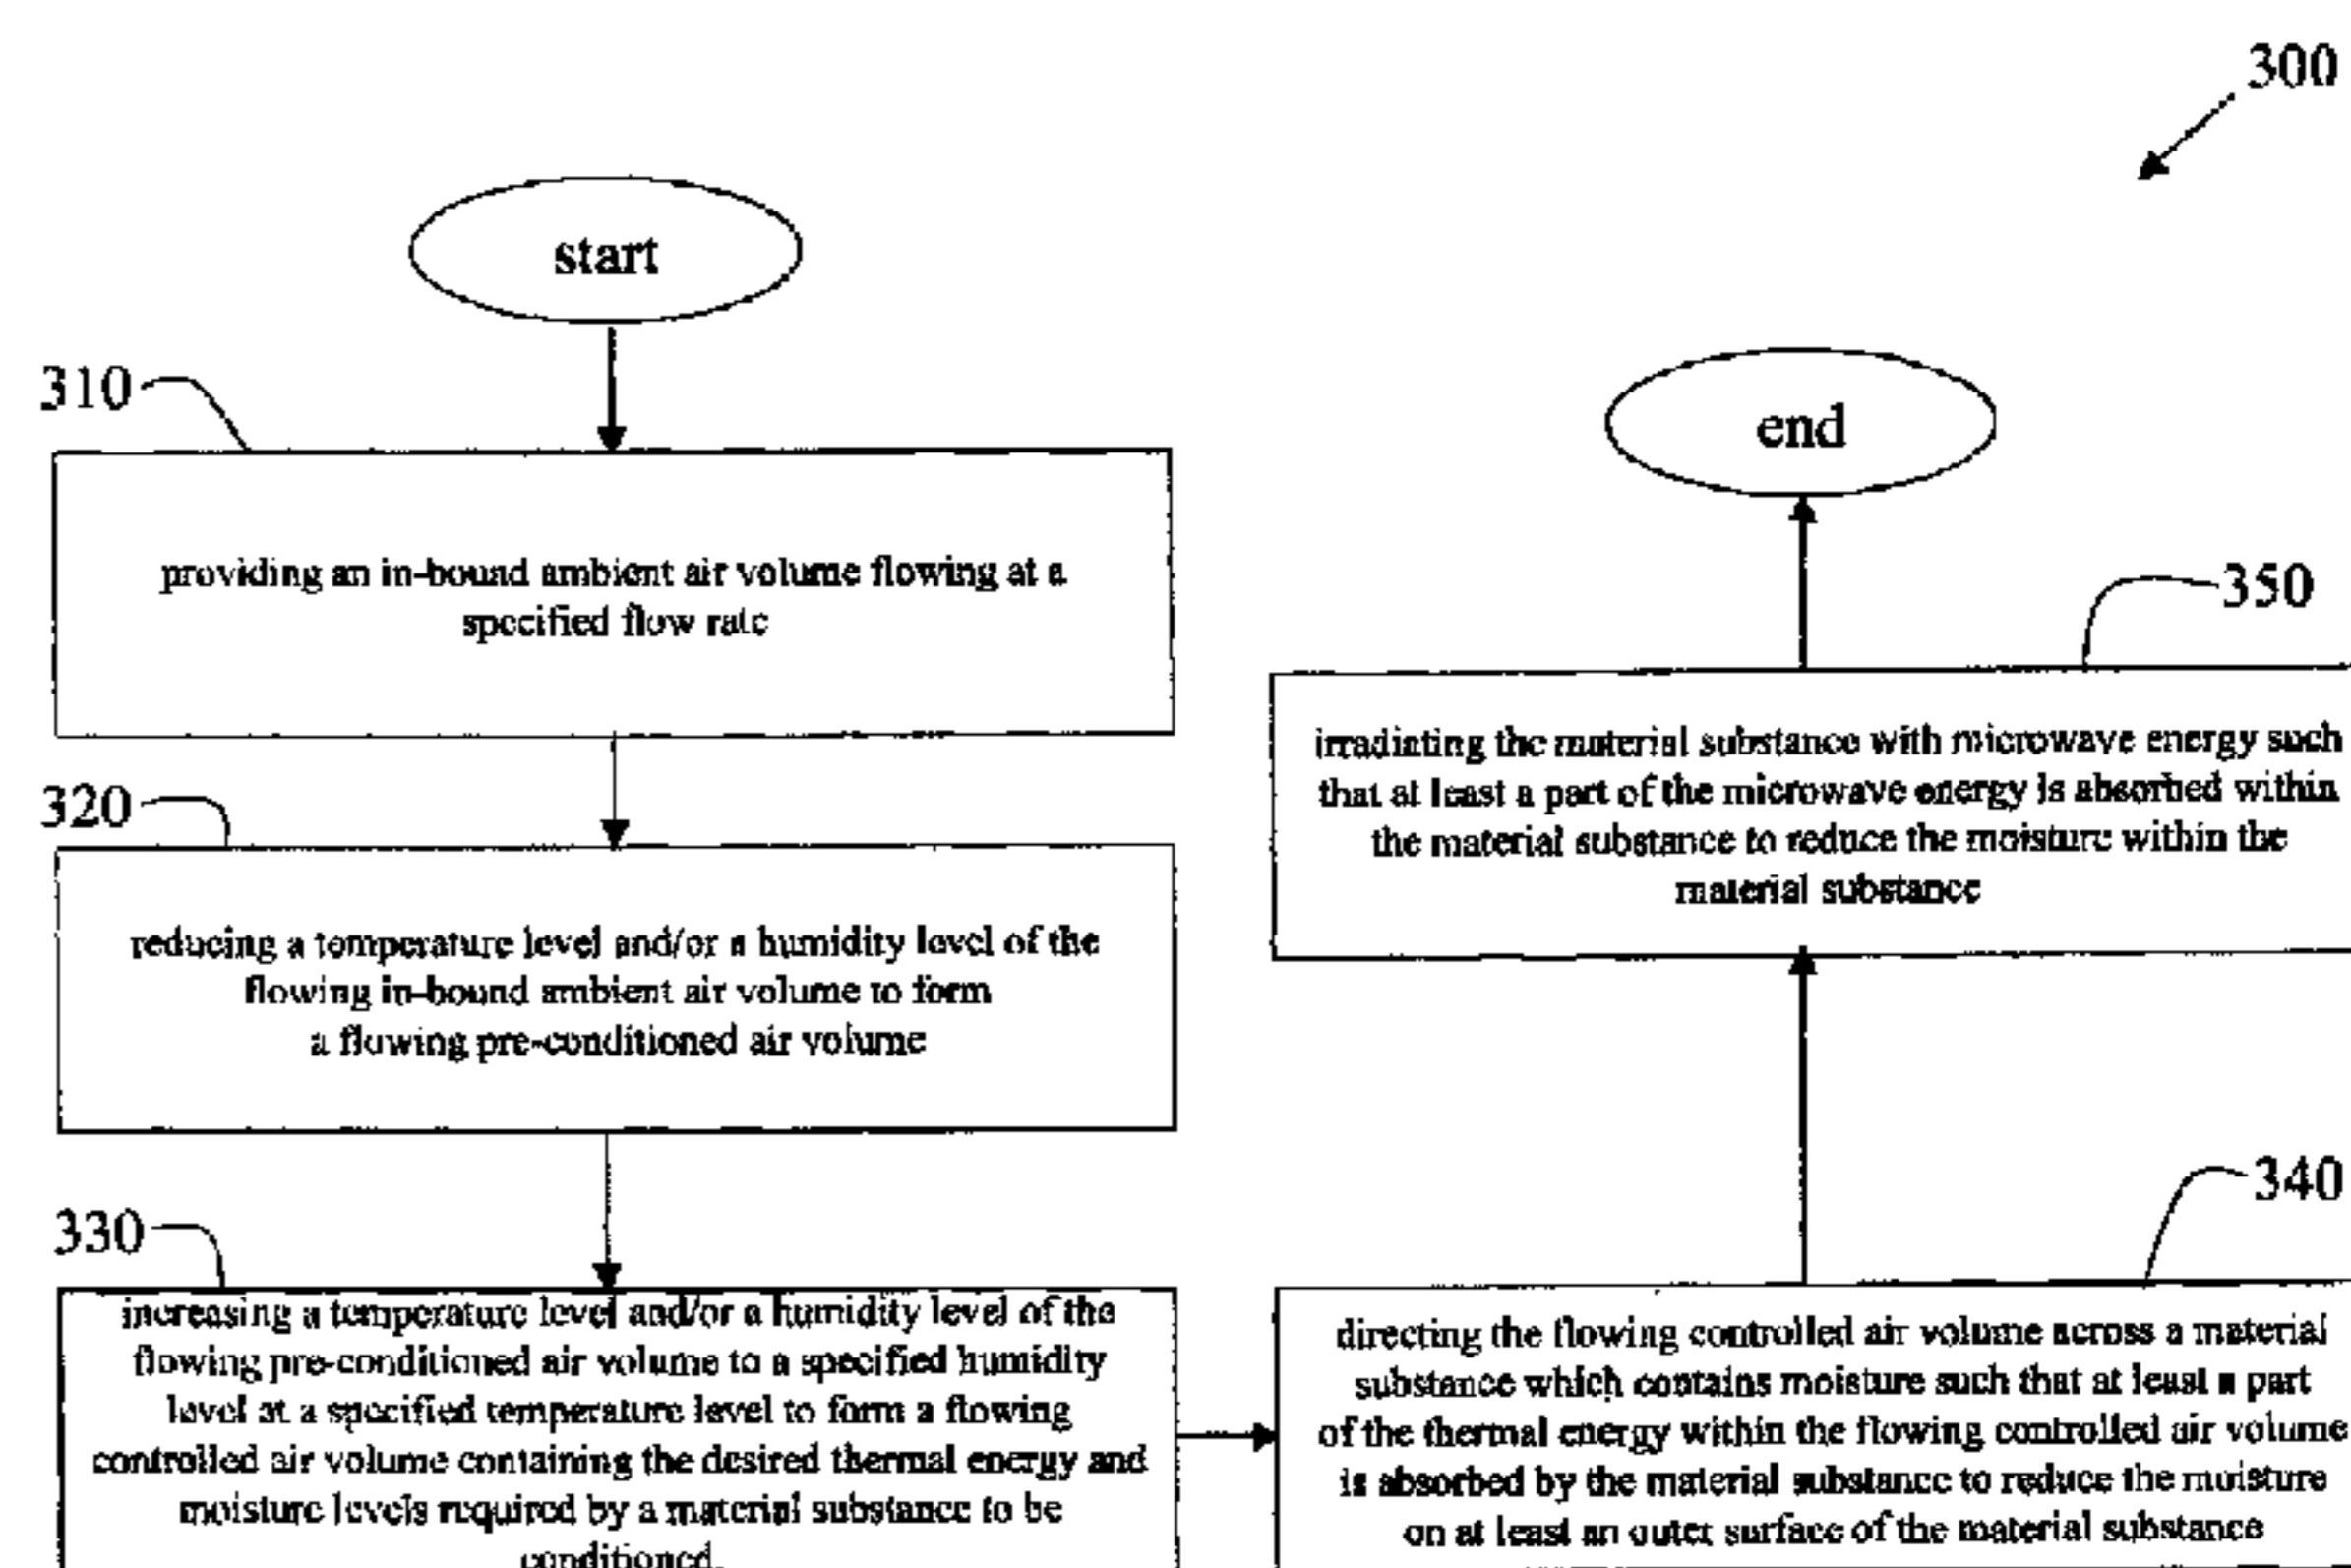 300
start
310
providing an in-bound ambient air volume flowing at a
specified flow rate
320
reducing a temperature level and/or a humidity level of the
flowing in-bound ambient air volume to form
a flowing pre-conditioned air volume
330
increasing a temperature level and/or a humidity level of the
flowing pre-conditioned air volume to a specified humidity
level at a specified temperature level to form a flowing
controlled air volume containing the desired thermal energy and
moisture levels required by a material substance to be
conditioned.
340
directing the flowing controlled air volume across a material
substance which contains moisture such that at least a part
of the thermal energy within the flowing controlled air volume
is absorbed by the material substance to reduce the moisture
on at least an outer surface of the material substance
350
irradiating the material substance with microwave energy such
that at least a part of the microwave energy is absorbed within
the material substance to reduce the moisture within the
material substance
end